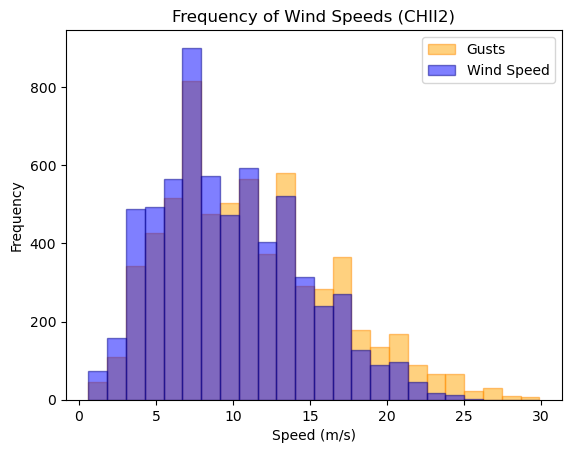 Frequency of Wind Speeds (CHII2)
Gusts
Wind Speed
Frequency
800
600
400
200
0
0 5 10 15 20 25 30
Speed (m/s)